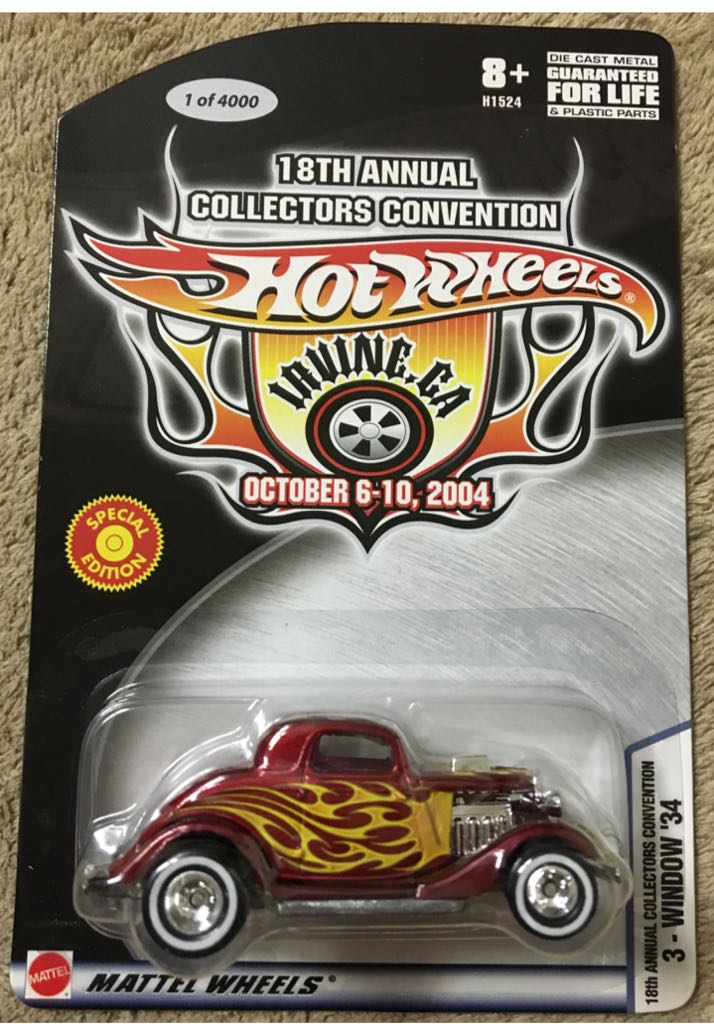 1 of 4000
8+
H1524
DIE CAST METAL
GUARANTEED
FOR LIFE
& PLASTIC PARTS
18TH ANNUAL
COLLECTORS CONVENTION
Hot Wheels®
IRVINE, CA
OCTOBER 6-10, 2004
SPECIAL
EDITION
18th ANNUAL COLLECTORS CONVENTION
3 - WINDOW '34
MATTEL
MATTEL WHEELS®